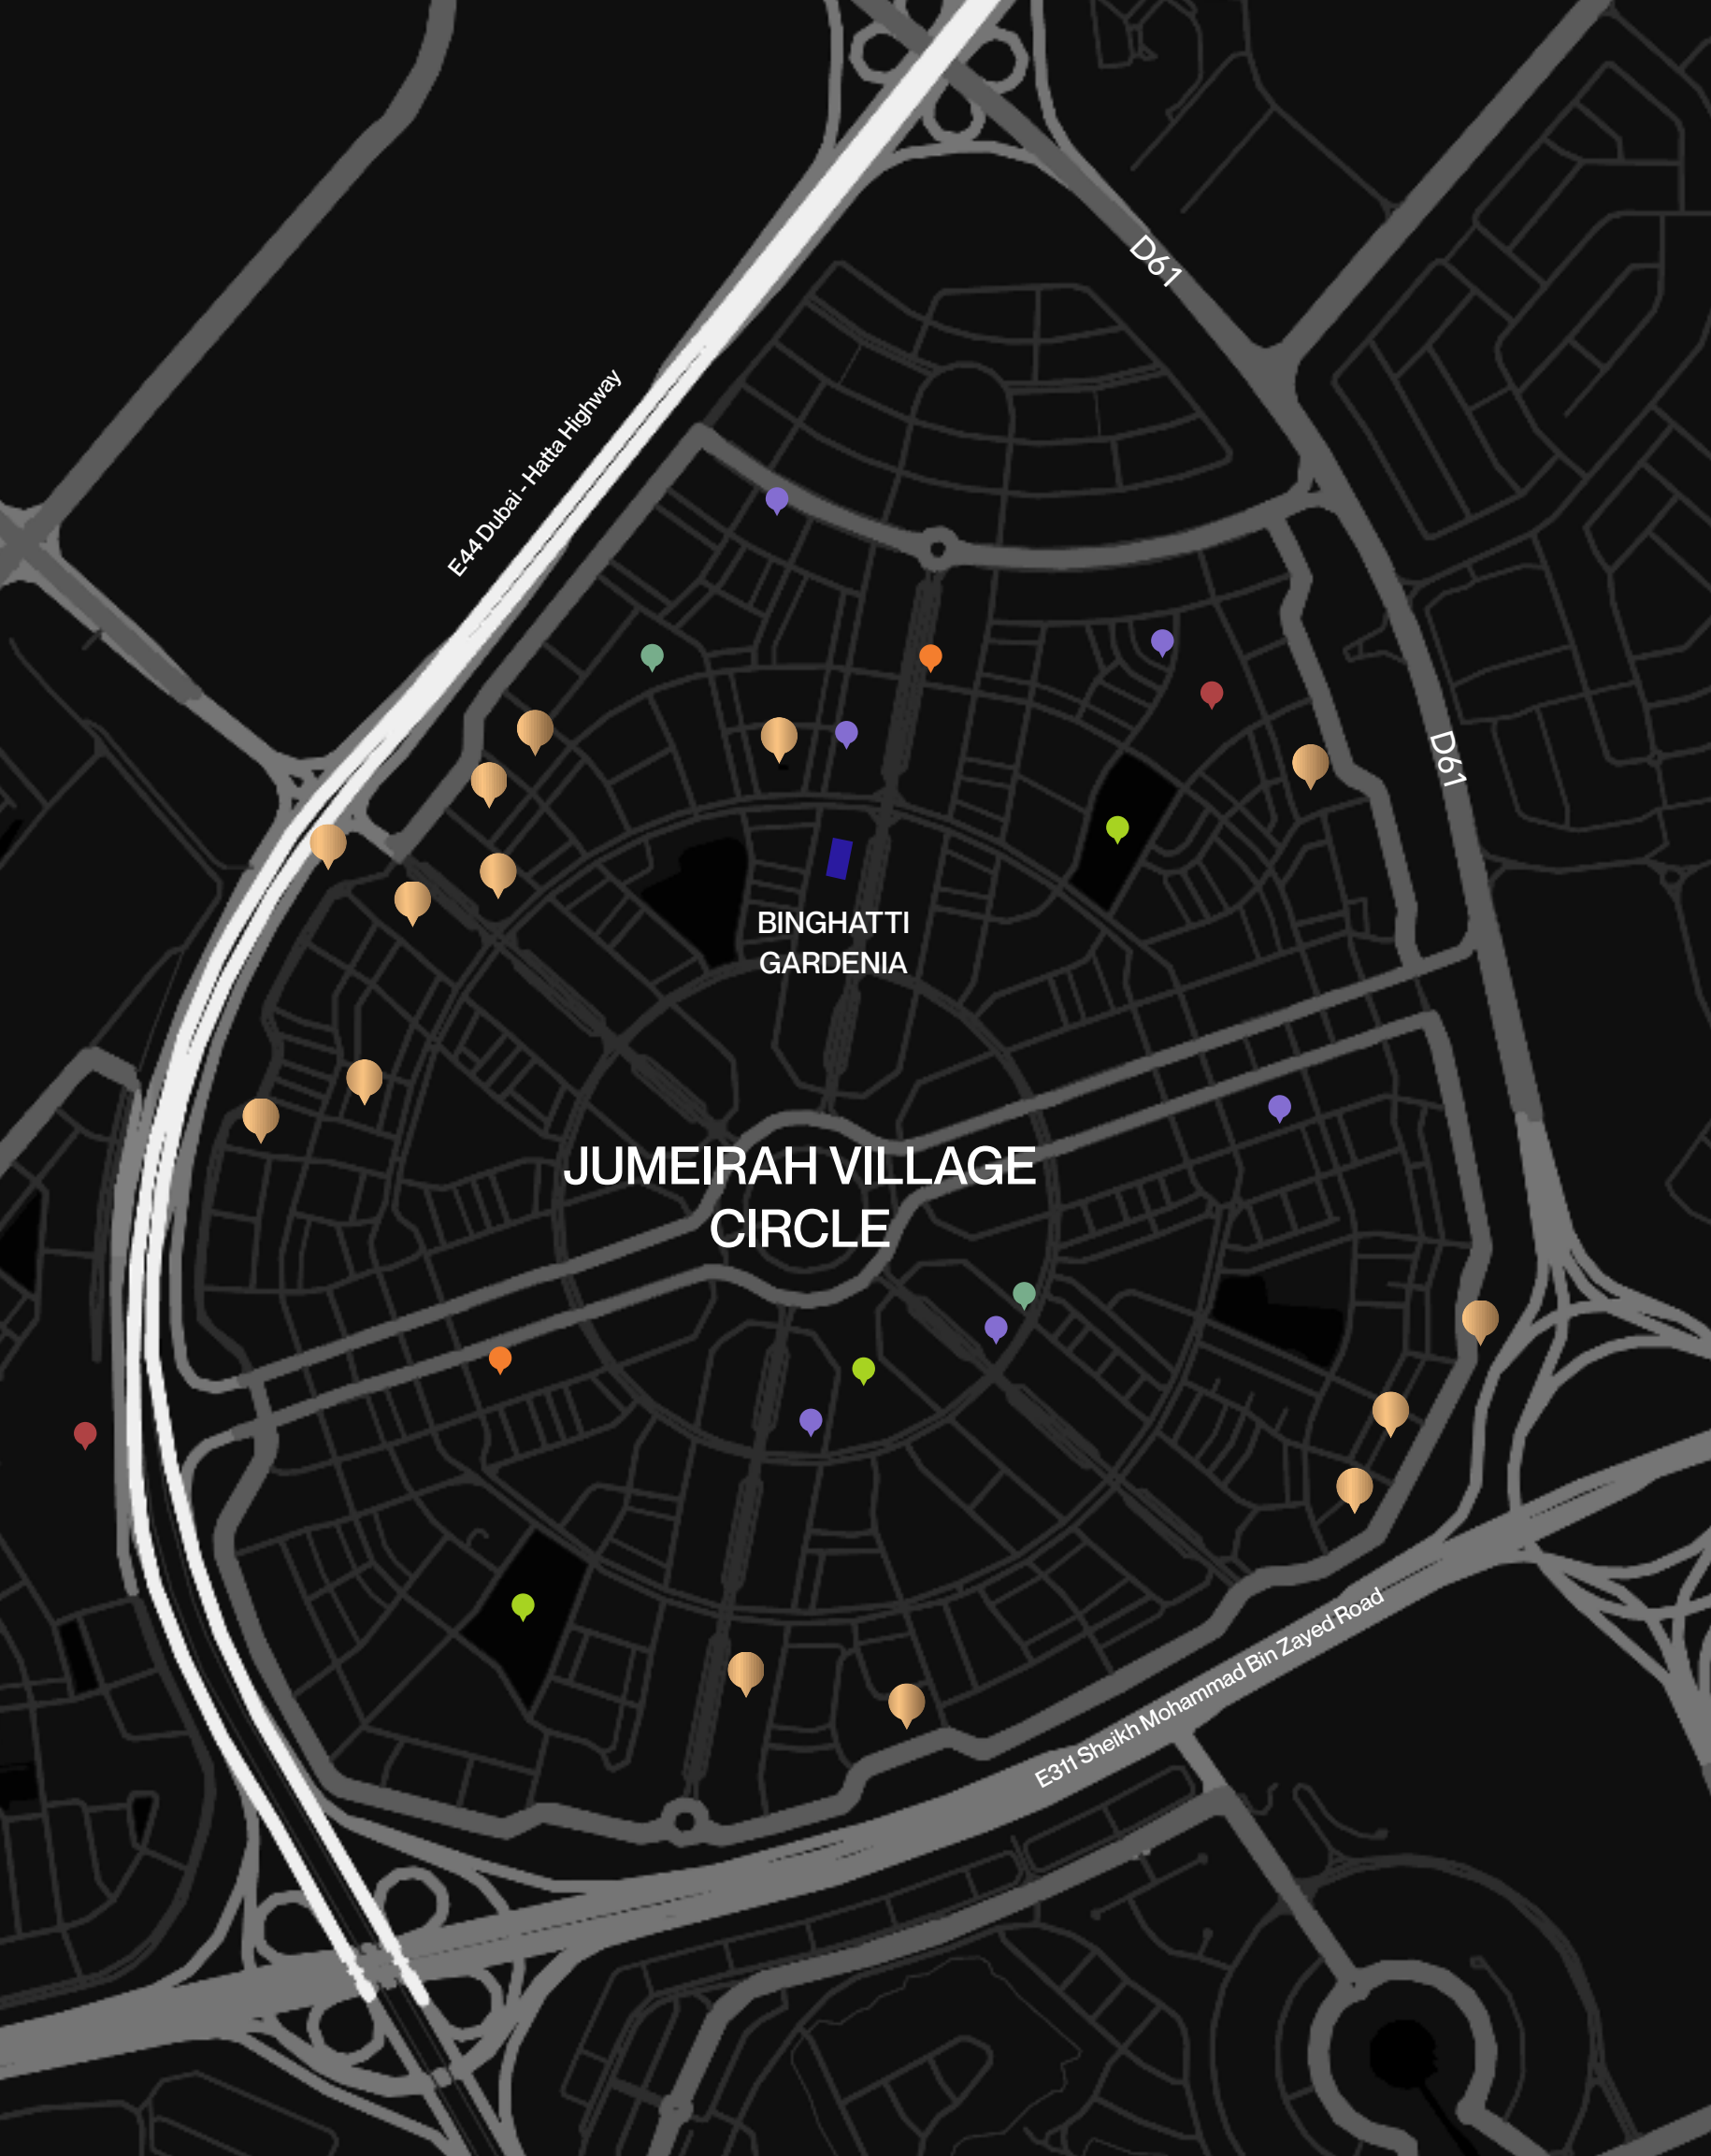 D61
E44 Dubai - Hatta Highway
D61
BINGHATTI
GARDENIA
JUMEIRAH VILLAGE
CIRCLE
E311 Sheikh Mohammad Bin Zayed Road